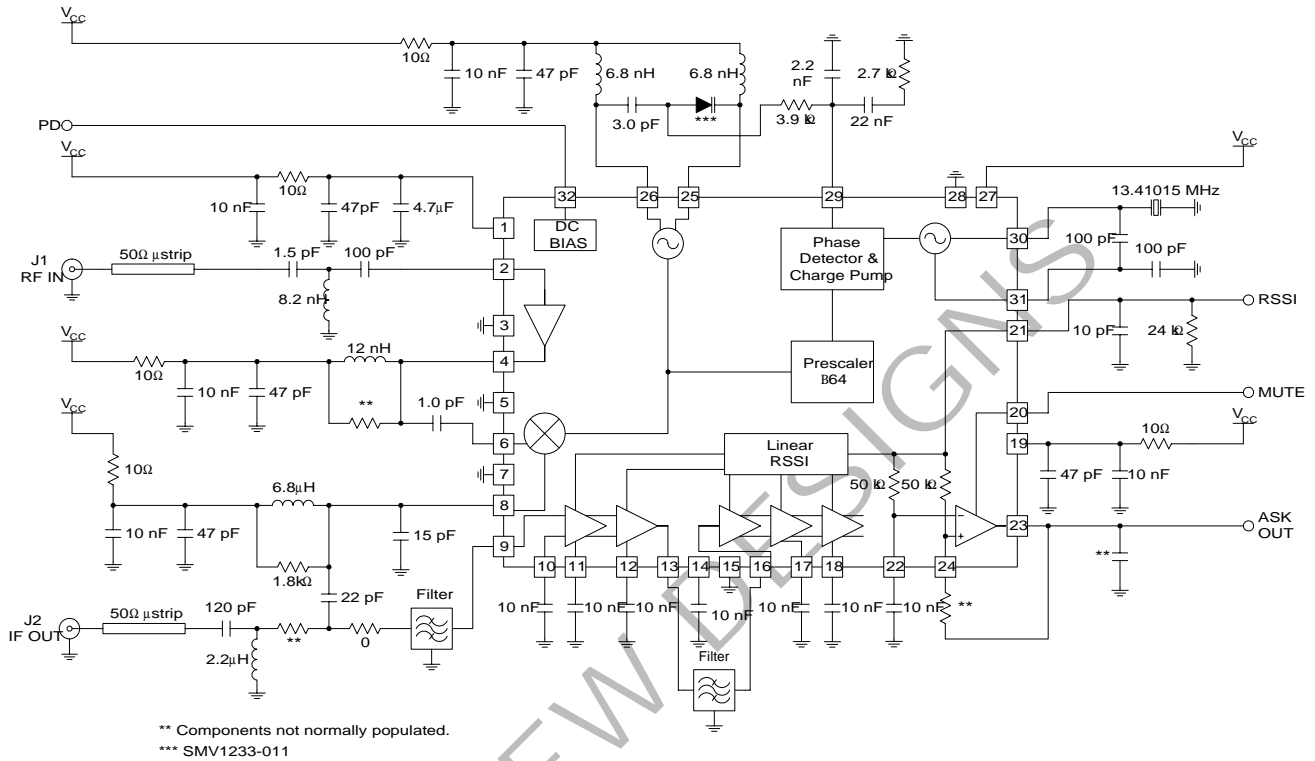 VCC
10Ω
10 nF
47 pF
6.8 nH
6.8 nH
3.0 pF
***
3.9 kΩ
2.2 nF
2.7 kΩ
22 nF
PD
VCC
10Ω
10 nF
47pF
4.7µF
32
26
25
29
28
27
VCC
13.41015 MHz
DC BIAS
1
J1
RF IN
50Ω µstrip
1.5 pF
100 pF
8.2 nH
2
3
Phase Detector & Charge Pump
30
100 pF
100 pF
31
RSSI
21
10 pF
24 kΩ
VCC
10Ω
10 nF
47 pF
12 nH
**
1.0 pF
4
5
6
7
Prescaler
B64
20
MUTE
19
VCC
10Ω
47 pF
10 nF
VCC
10Ω
10 nF
47 pF
6.8µH
1.8kΩ
15 pF
22 pF
8
9
Linear RSSI
50 kΩ
50 kΩ
−
+
23
ASK OUT
**
10
11
12
13
14
15
16
17
18
22
24
10 nF
10 nF
10 nF
10 nF
10 nF
10 nF
10 nF
**
J2
IF OUT
50Ω µstrip
120 pF
2.2µH
**
0
Filter
Filter
** Components not normally populated.
*** SMV1233-011
EW DESIGNS